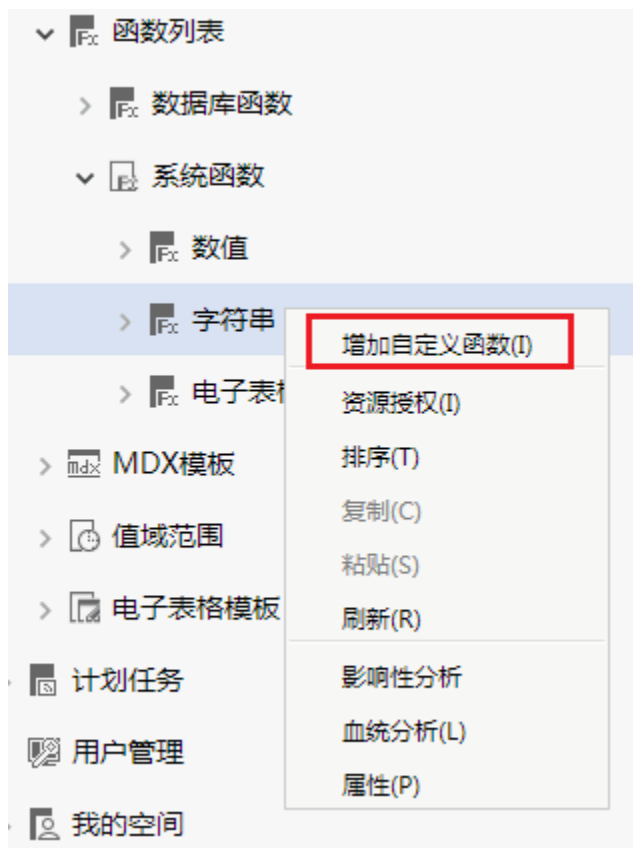 函数列表
数据库函数
系统函数
数值
字符串
增加自定义函数(I)
电子表
资源授权(I)
排序(T)
MDX模板
复制(C)
值域范围
粘贴(S)
电子表格模板
刷新(R)
计划任务
影响性分析
用户管理
血统分析(L)
属性(P)
我的空间